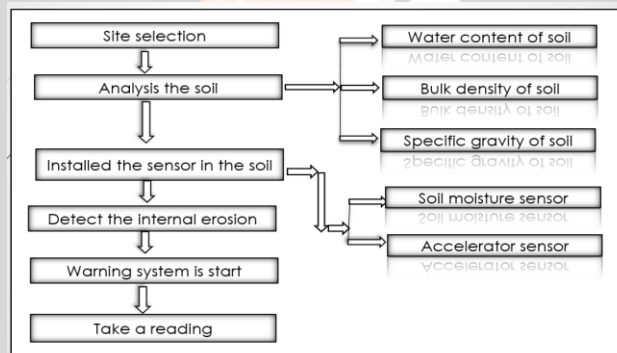 Site selection
Analysis the soil
Installed the sensor in the soil
Detect the internal erosion
Warning system is start
Take a reading
Water content of soil
Bulk density of soil
Specific gravity of soil
Soil moisture sensor
Accelerator sensor